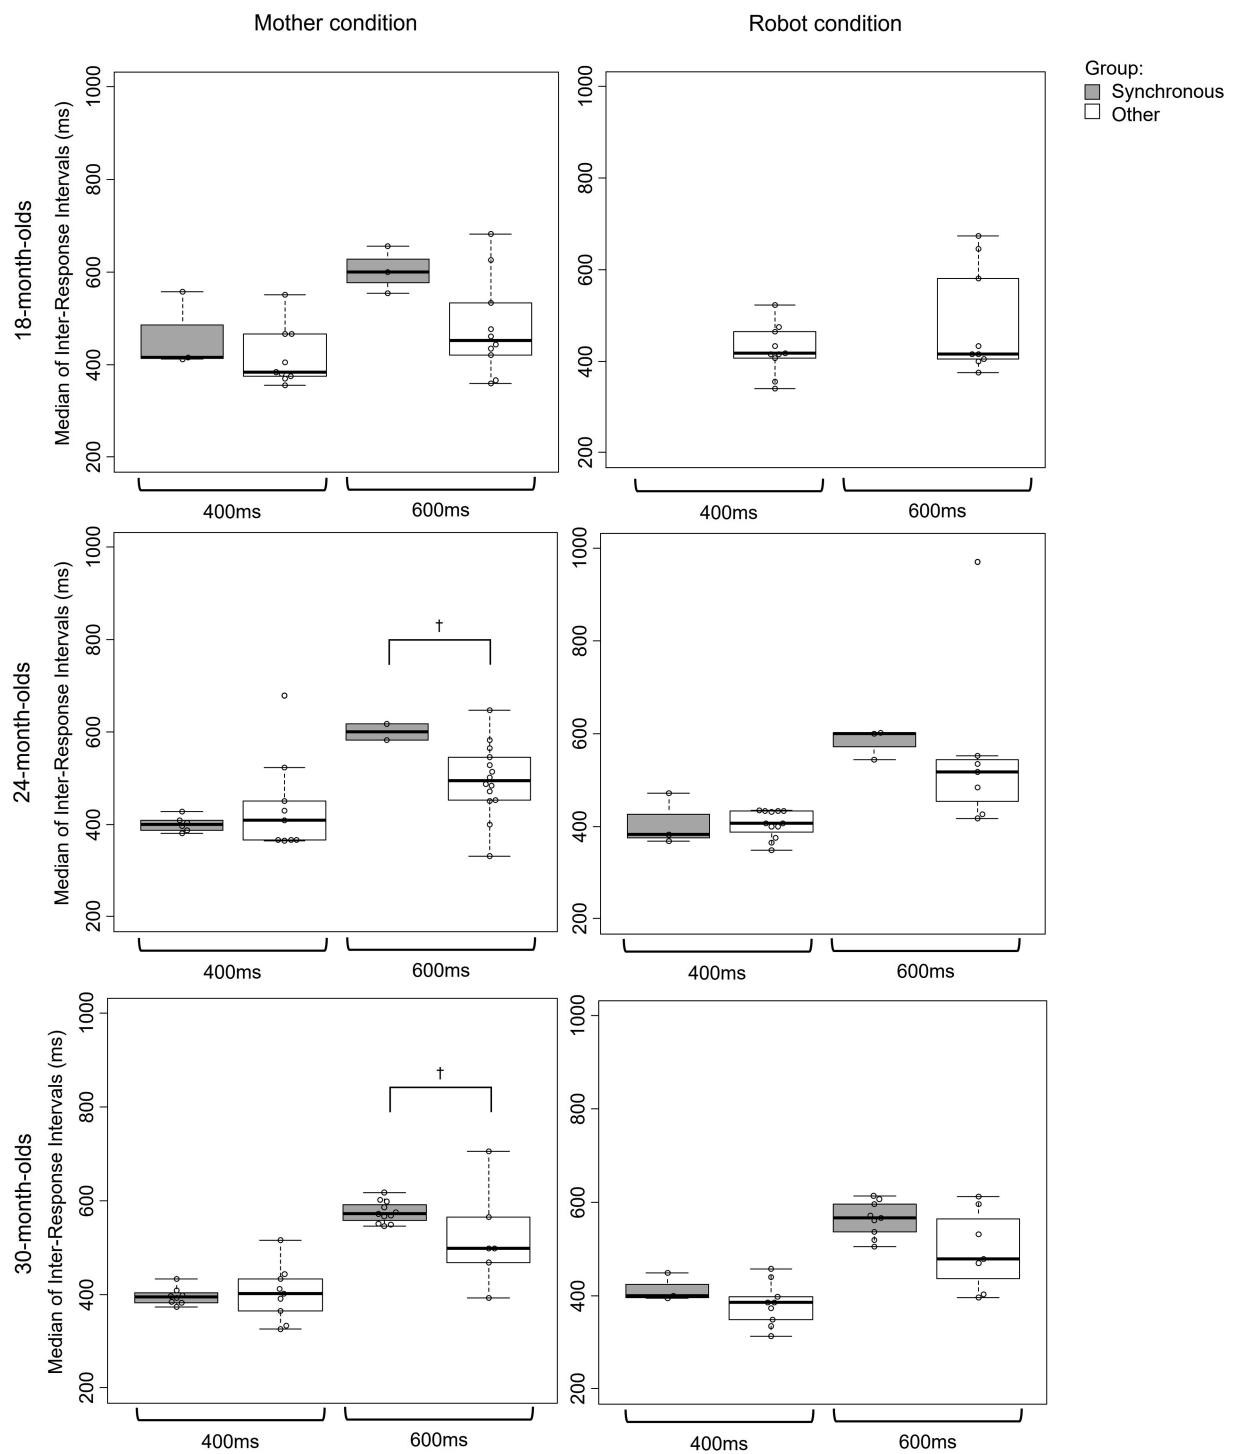 Mother condition
Robot condition
Group:
Synchronous
Other
18-month-olds
Median of Inter-Response Intervals (ms)
1000
800
600
400
200
1000
800
600
400
200
400ms
600ms
400ms
600ms
24-month-olds
Median of Inter-Response Intervals (ms)
1000
800
600
400
200
†
1000
800
600
400
200
400ms
600ms
400ms
600ms
30-month-olds
Median of Inter-Response Intervals (ms)
1000
800
600
400
200
†
1000
800
600
400
200
400ms
600ms
400ms
600ms